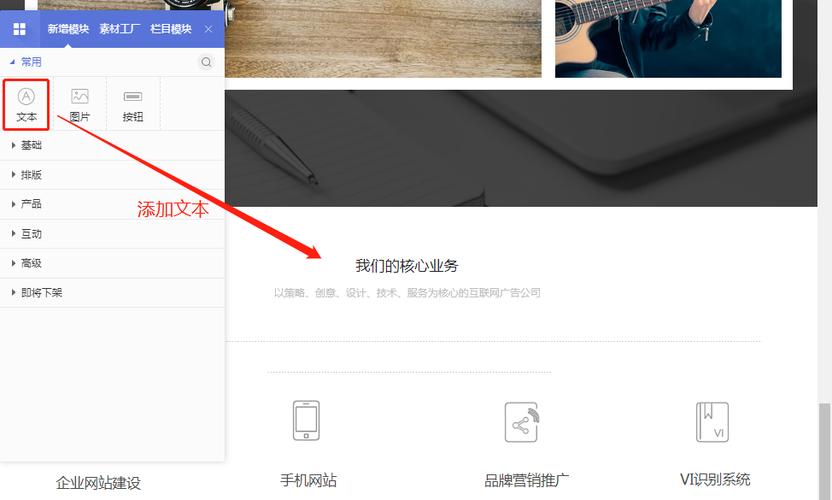 新增模块 素材工厂 栏目模块
常用
文本 图片 按钮
基础
排版
产品
添加文本
互动
高级
我们的核心业务
即将下架
以策略、创意、设计、技术、服务为核心的互联网广告公司
VI
企业网站建设 手机网站 品牌营销推广 VI识别系统